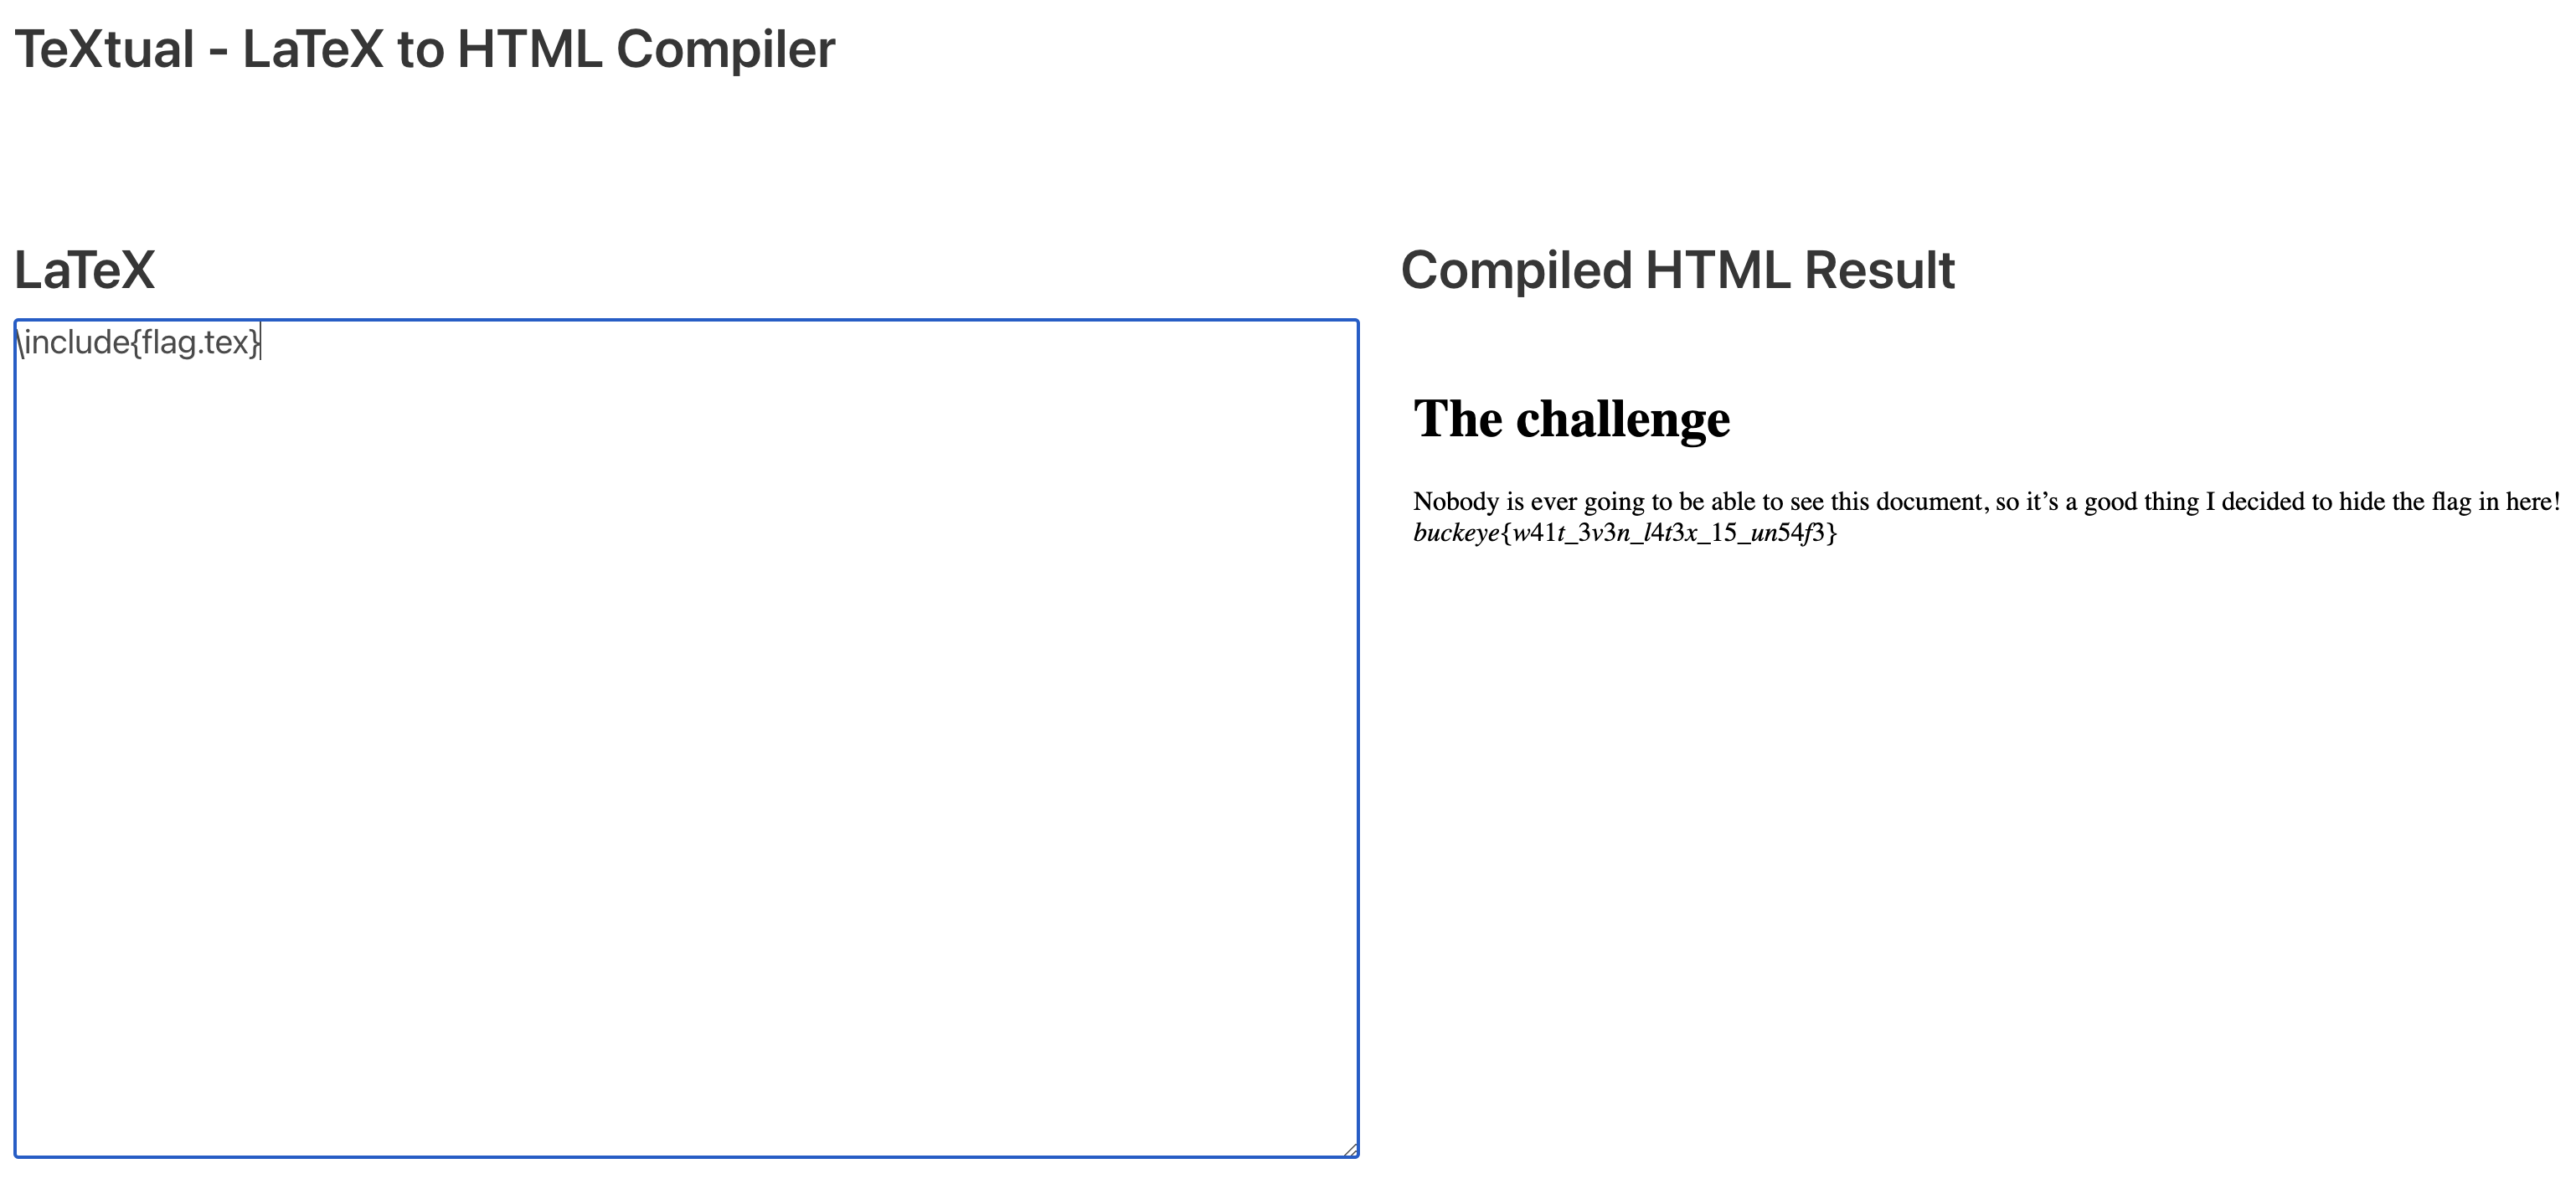 TeXtual - LaTeX to HTML Compiler
LaTeX
\include{flag.tex}
Compiled HTML Result
The challenge
Nobody is ever going to be able to see this document, so it’s a good thing I decided to hide the flag in here!
buckeye{w41t_3v3n_l4t3x_15_un54f3}